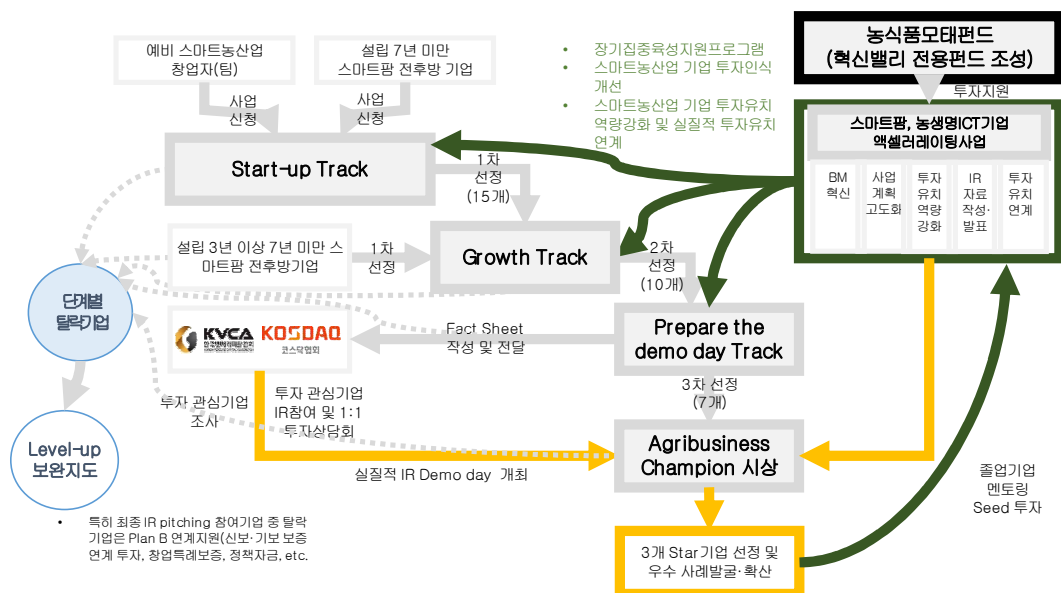 농식품모태펀드
(혁신밸리 전용펀드 조성)
예비 스마트농산업
창업자(팀)
설립 7년 미만
스마트팜 전후방 기업
• 장기집중육성지원프로그램
• 스마트농산업 기업 투자인식
개선
• 스마트농산업 기업 투자유치
역량강화 및 실질적 투자유치
연계
투자지원
사업
신청
사업
신청
스마트팜, 농생명ICT기업
액셀러레이팅사업
BM
혁신
사업
계획
고도화
투자
유치
역량
강화
IR
자료
작성·
발표
투자
유치
연계
Start-up Track
1차
선정
(15개)
설립 3년 이상 7년 미만 스
마트팜 전후방기업
1차
선정
Growth Track
2차
선정
(10개)
단계별
탈락기업
KVCA
KOSDAQ
코스닥협회
Fact Sheet
작성 및 전달
Prepare the
demo day Track
3차 선정
(7개)
투자 관심기업
조사
투자 관심기업
IR참여 및 1:1
투자상담회
Level-up
보완지도
Agribusiness
Champion 시상
실질적 IR Demo day 개최
졸업기업
멘토링
Seed 투자
• 특히 최종 IR pitching 참여기업 중 탈락
기업은 Plan B 연계지원(신보·기보 보증
연계 투자, 창업특례보증, 정책자금, etc.
3개 Star기업 선정 및
우수 사례발굴·확산